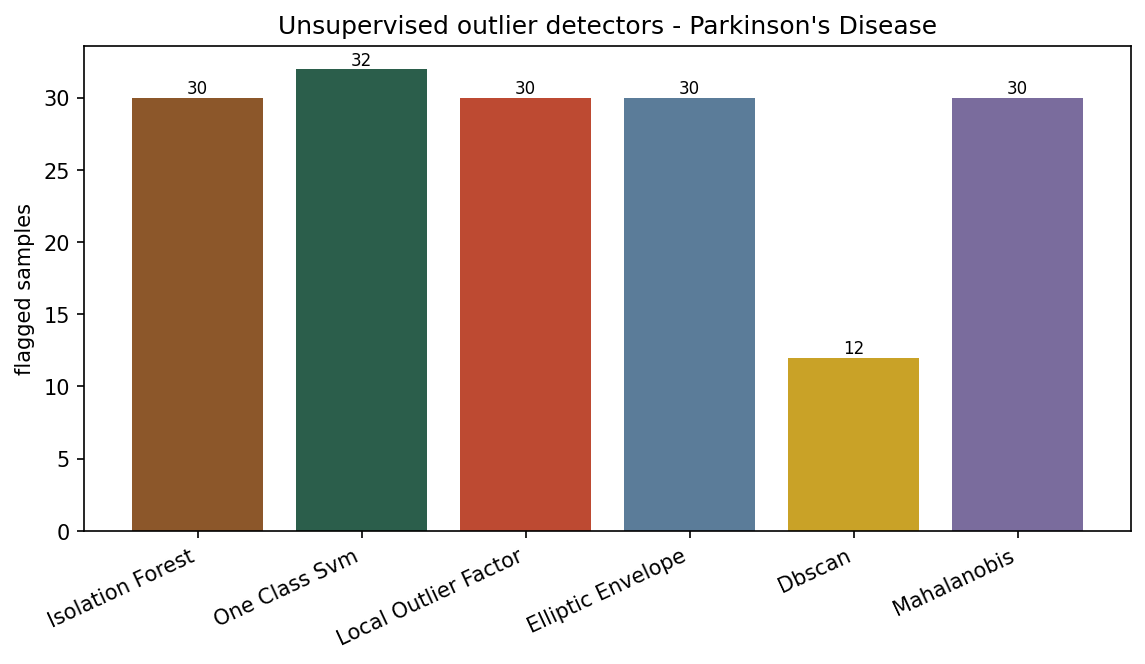 Unsupervised outlier detectors - Parkinson's Disease
flagged samples
30
25
20
15
10
5
0
30
32
30
30
12
30
Isolation Forest
One Class Svm
Local Outlier Factor
Elliptic Envelope
Dbscan
Mahalanobis